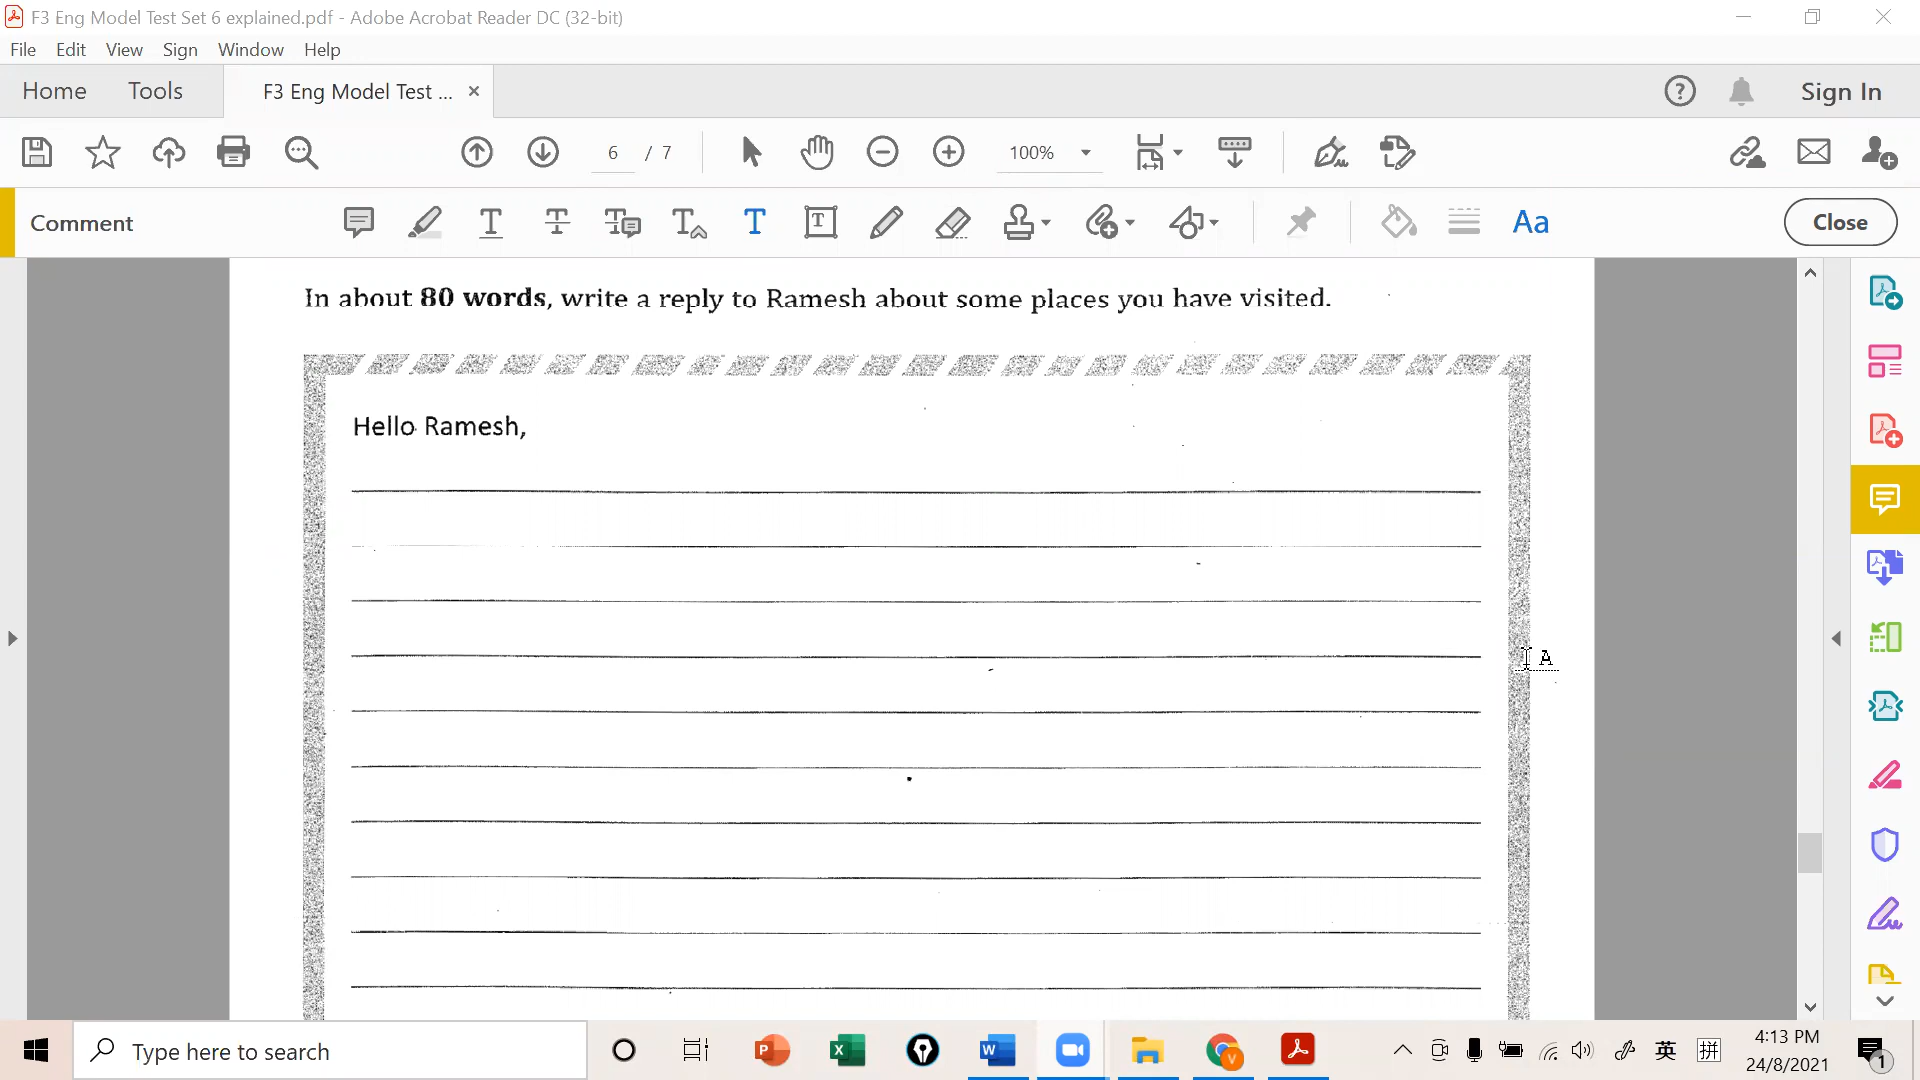 F3 Eng Model Test Set 6 explained.pdf - Adobe Acrobat Reader DC (32-bit)
File Edit View Sign Window Help
Home Tools F3 Eng Model Test ... × Sign In
6 / 7 100%
Comment Aa Close
In about 80 words, write a reply to Ramesh about some places you have visited.
Hello Ramesh,
A
Type here to search
英 拼
4:13 PM
24/8/2021
1